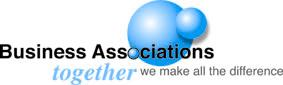 Business Associations
together we make all the difference